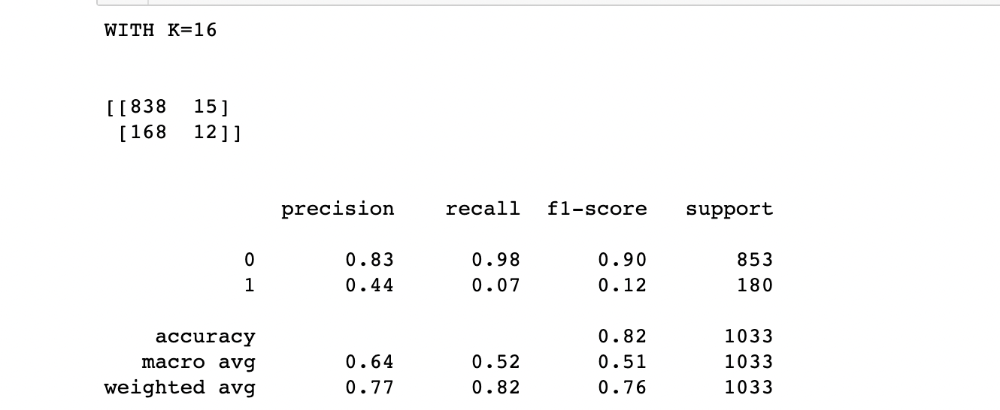 WITH K=16
[[838  15]
 [168  12]]
precision recall f1-score support
0 0.83 0.98 0.90 853
1 0.44 0.07 0.12 180
accuracy 0.82 1033
macro avg 0.64 0.52 0.51 1033
weighted avg 0.77 0.82 0.76 1033